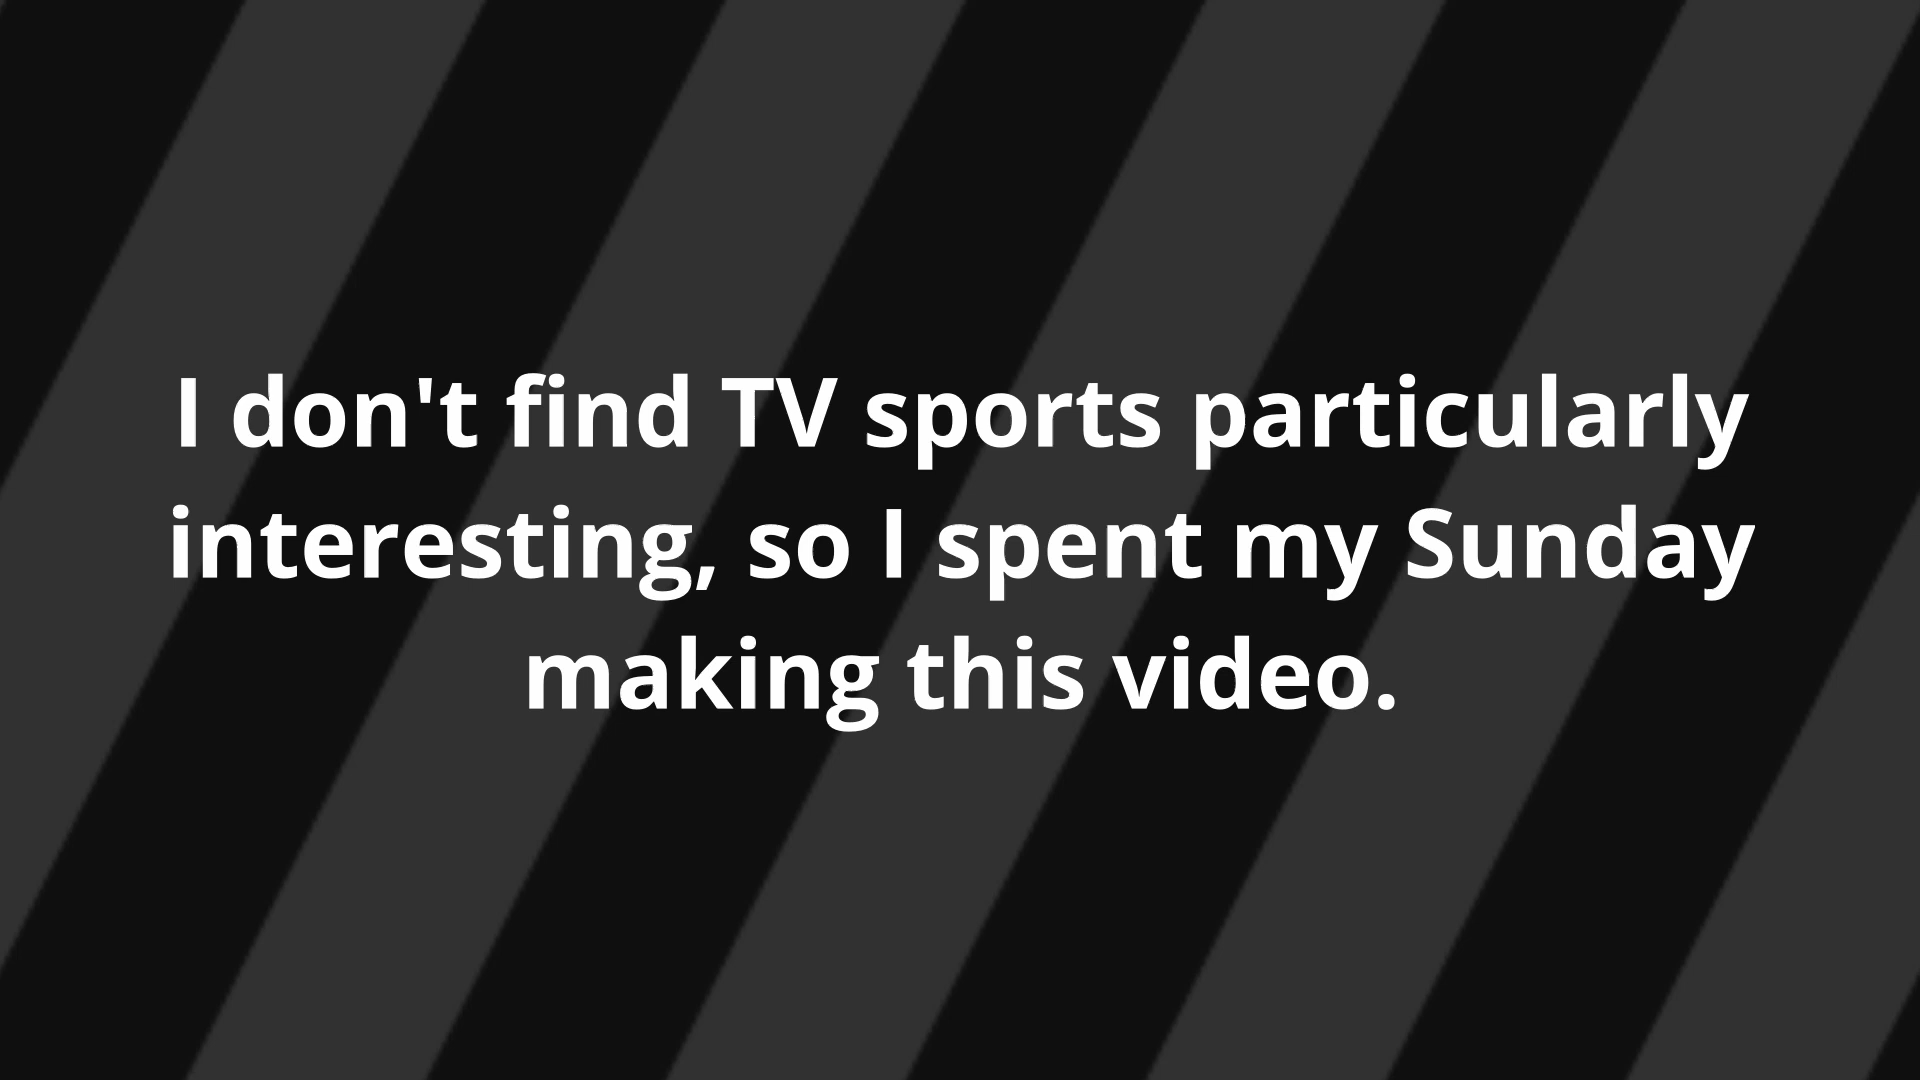 I don't find TV sports particularly
interesting, so I spent my Sunday
making this video.